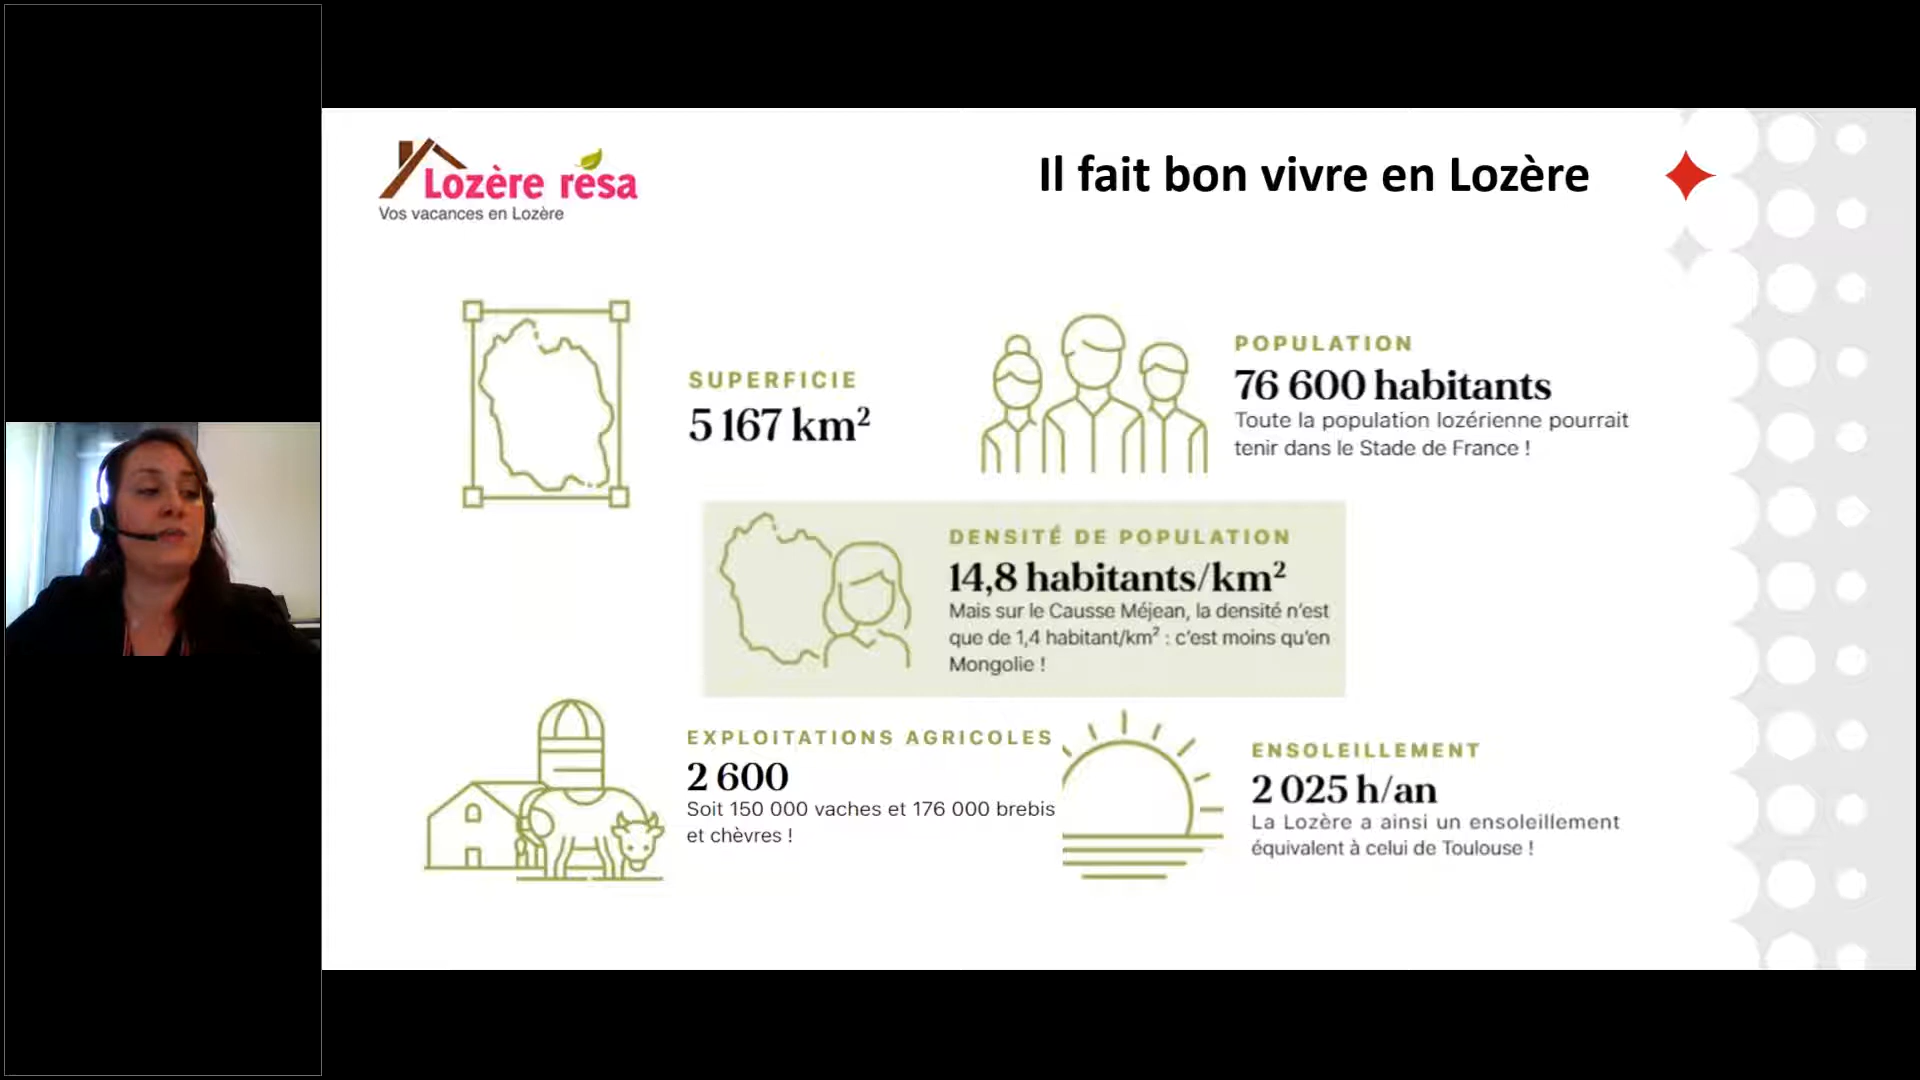 Lozère résa
Vos vacances en Lozère
Il fait bon vivre en Lozère
SUPERFICIE
5 167 km²
POPULATION
76 600 habitants
Toute la population lozérienne pourrait
tenir dans le Stade de France !
DENSITÉ DE POPULATION
14,8 habitants/km²
Mais sur le Causse Méjean, la densité n'est
que de 1,4 habitant/km² : c'est moins qu'en
Mongolie !
EXPLOITATIONS AGRICOLES
2 600
Soit 150 000 vaches et 176 000 brebis
et chèvres !
ENSOLEILLEMENT
2 025 h/an
La Lozère a ainsi un ensoleillement
équivalent à celui de Toulouse !